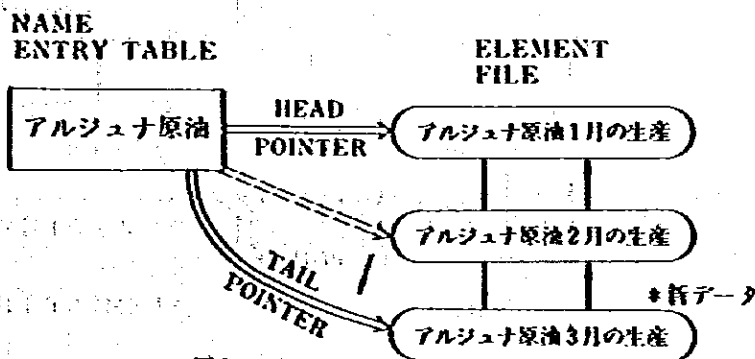 NAME
ENTRY TABLE
ELEMENT
FILE
アルジュナ原油
HEAD
POINTER
アルジュナ原油1月の生産
アルジュナ原油2月の生産
TAIL
POINTER
*新データ
アルジュナ原油3月の生産